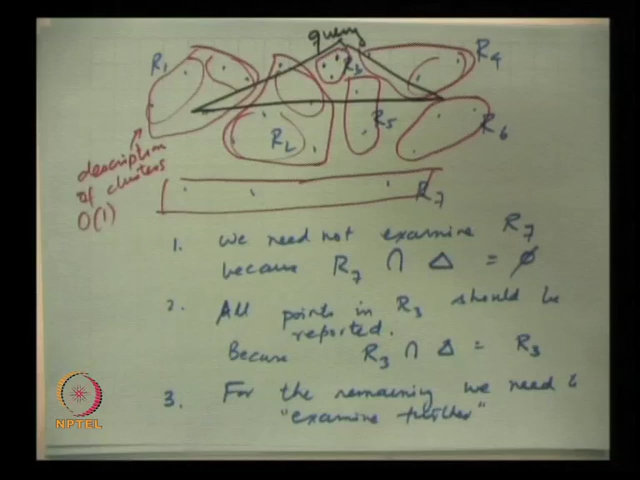 query
R1
R3
R4
R2
R5
R6
description
of clusters
O(1)
R7
1. We need not examine R7
because R7 ∩ Δ = ∅
2. All points in R3 should be
reported.
Because R3 ∩ Δ = R3
3. For the remaining we need to
"examine further"
NPTEL